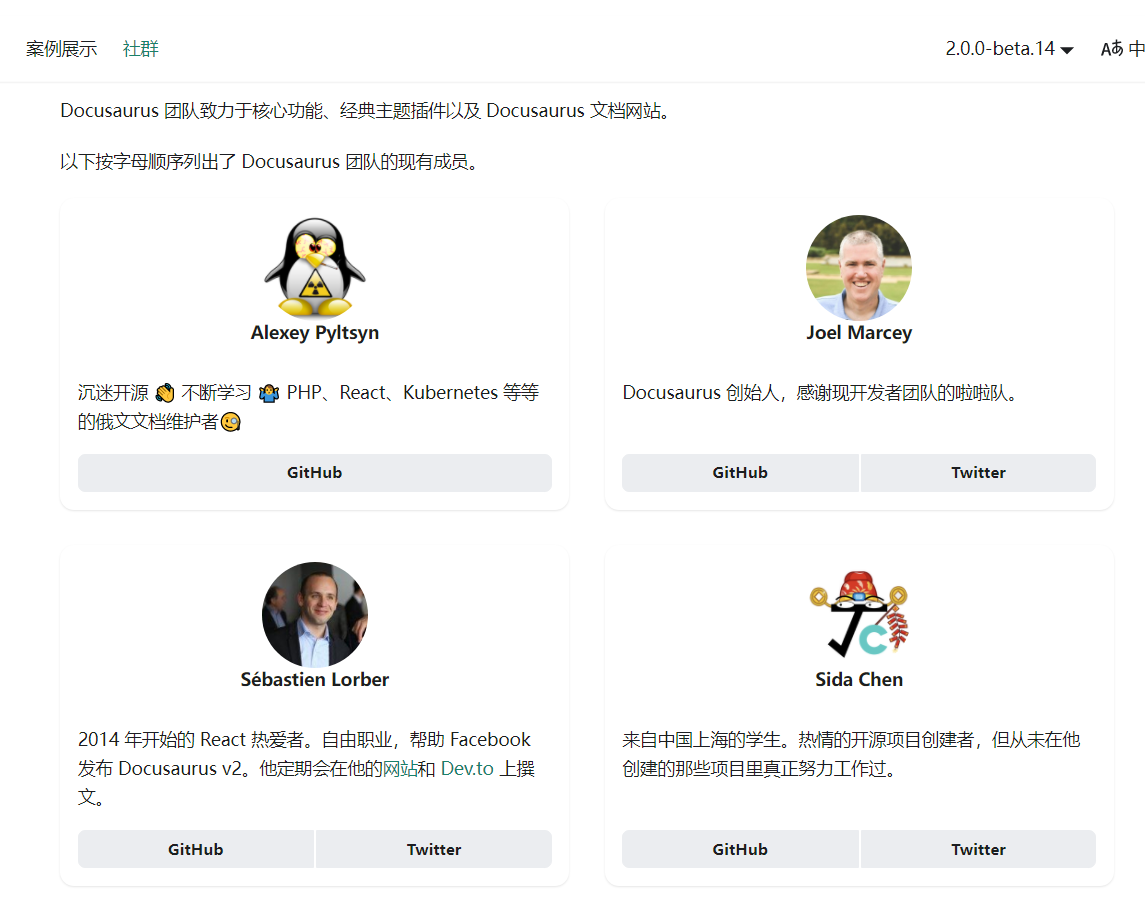 案例展示 社群 2.0.0-beta.14 Aあ 中
Docusaurus 团队致力于核心功能、经典主题插件以及 Docusaurus 文档网站。
以下按字母顺序列出了 Docusaurus 团队的现有成员。
Alexey Pyltsyn
沉迷开源 👏 不断学习 🤷‍♂️ PHP、React、Kubernetes 等等
的俄文文档维护者🧐
GitHub
Joel Marcey
Docusaurus 创始人，感谢现开发者团队的啦啦队。
GitHub Twitter
Sébastien Lorber
2014 年开始的 React 热爱者。自由职业，帮助 Facebook
发布 Docusaurus v2。他定期会在他的网站和 Dev.to 上撰
文。
GitHub Twitter
JC
Sida Chen
来自中国上海的学生。热情的开源项目创建者，但从未在他
创建的那些项目里真正努力工作过。
GitHub Twitter